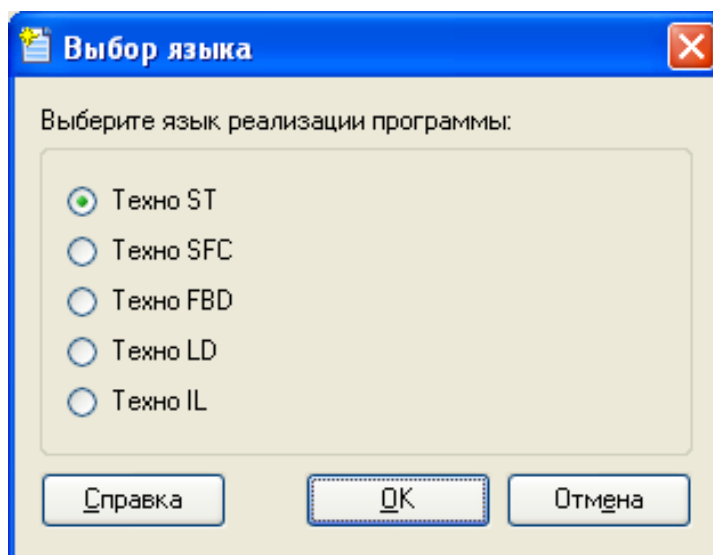 Выбор языка
Выберите язык реализации программы:
Техно ST
Техно SFC
Техно FBD
Техно LD
Техно IL
Справка OK Отмена